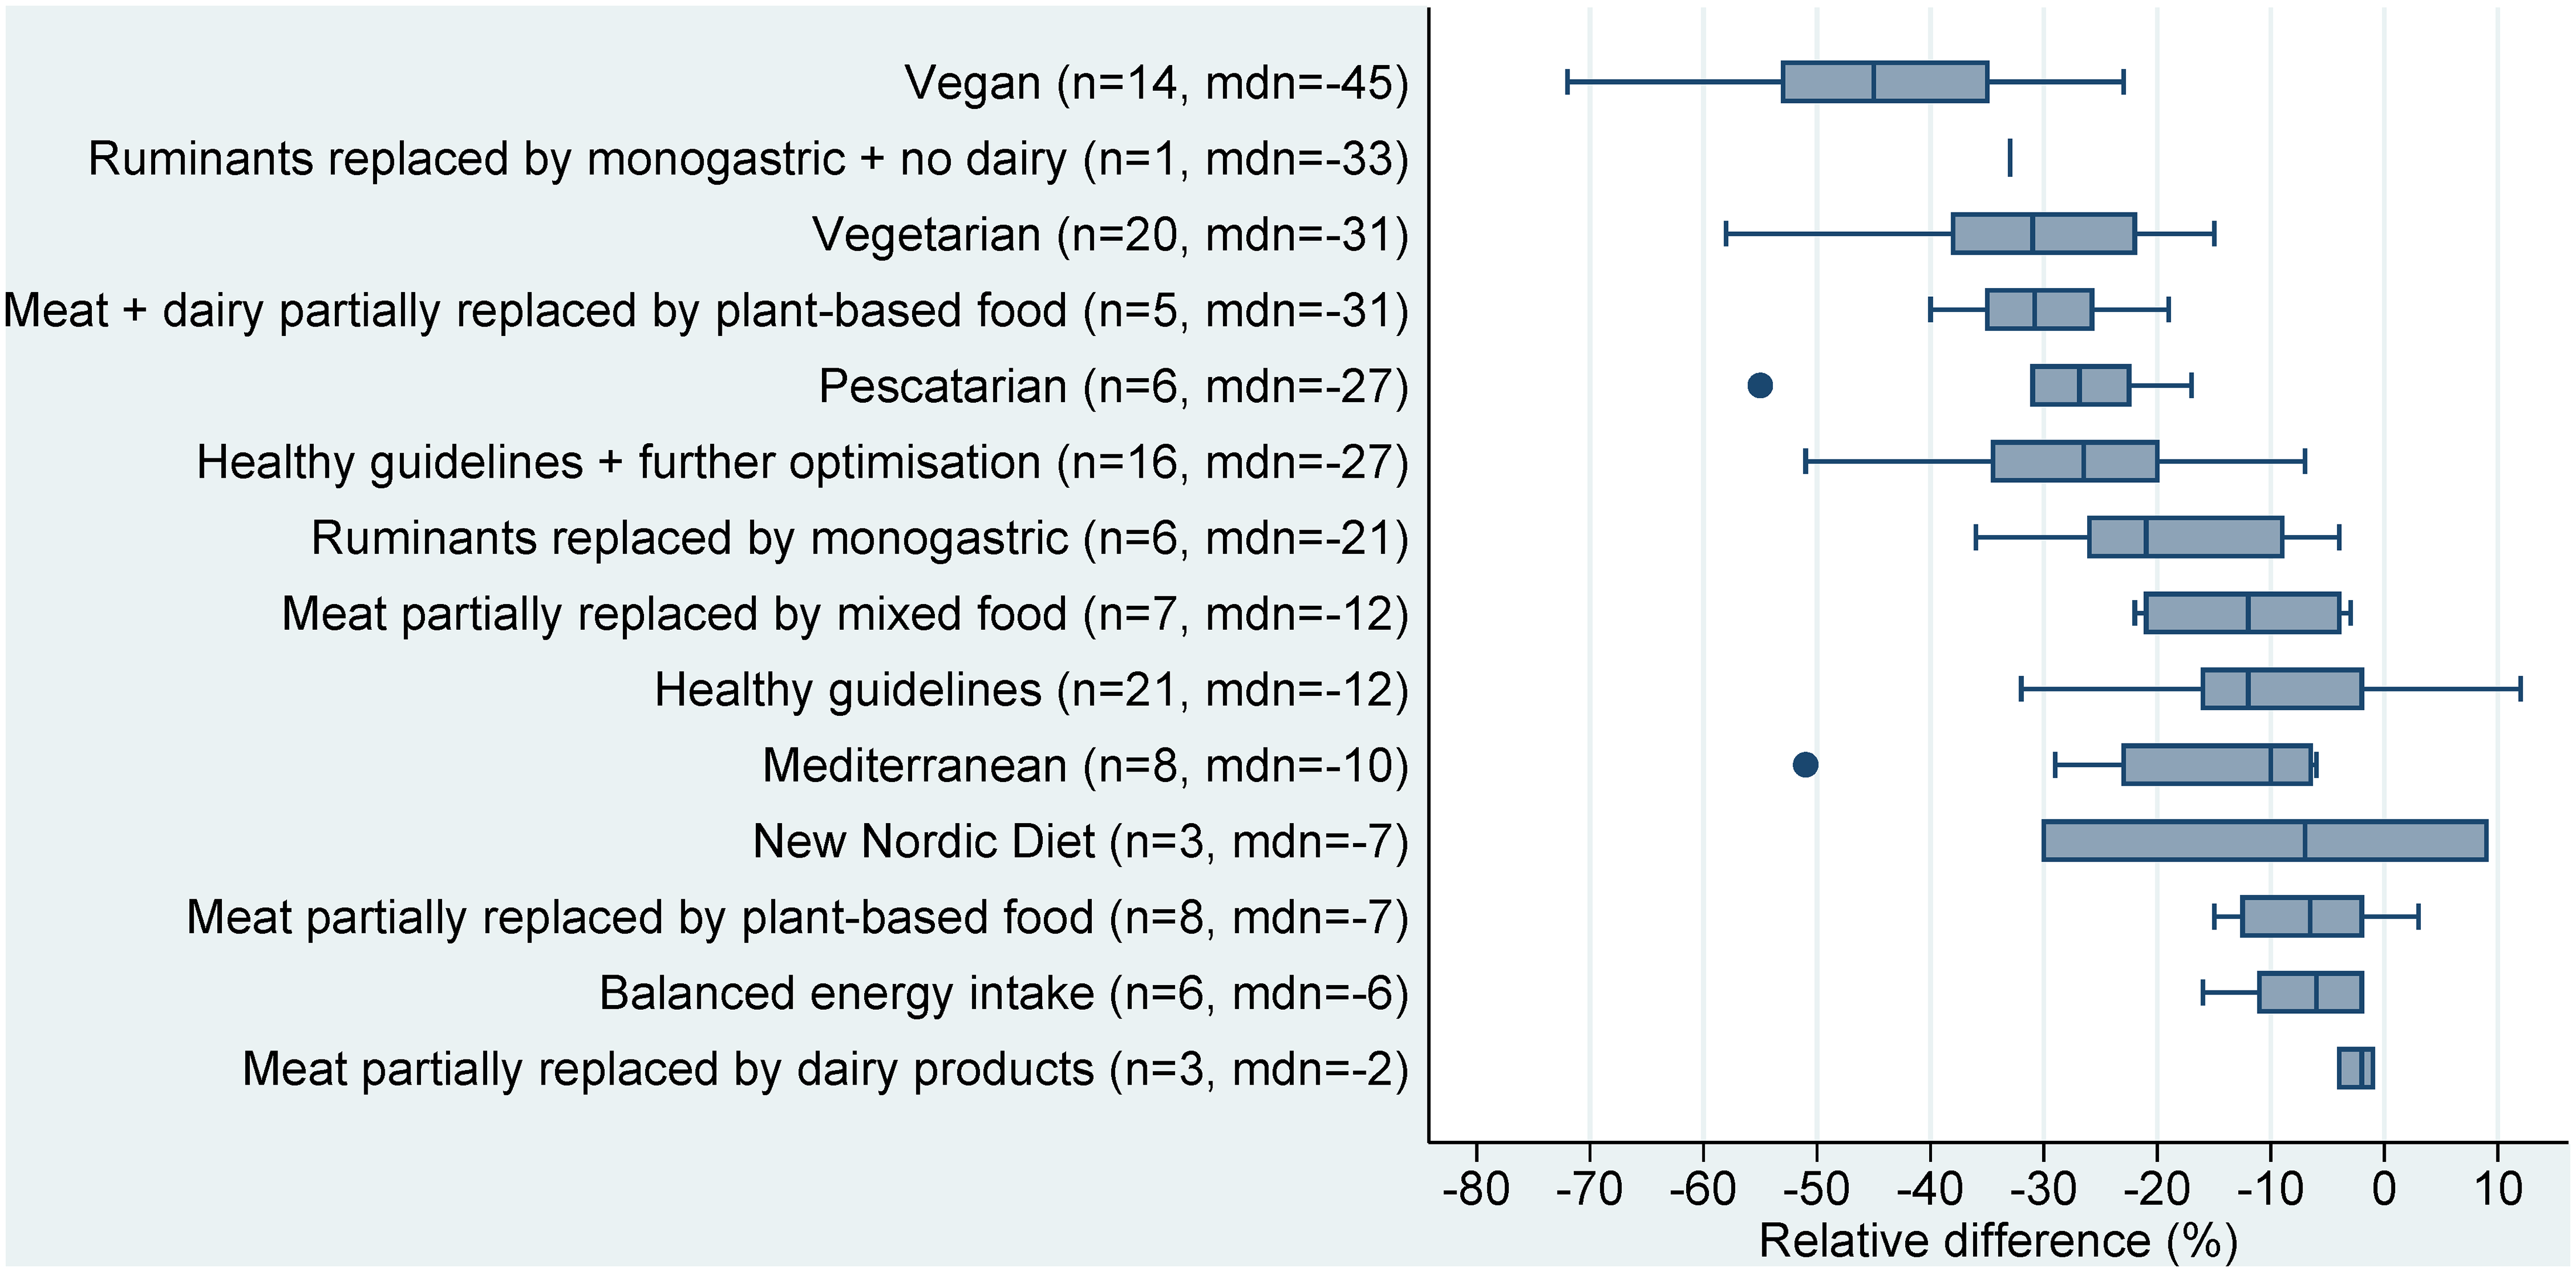 Vegan (n=14, mdn=-45)
Ruminants replaced by monogastric + no dairy (n=1, mdn=-33)
Vegetarian (n=20, mdn=-31)
Meat + dairy partially replaced by plant-based food (n=5, mdn=-31)
Pescatarian (n=6, mdn=-27)
Healthy guidelines + further optimisation (n=16, mdn=-27)
Ruminants replaced by monogastric (n=6, mdn=-21)
Meat partially replaced by mixed food (n=7, mdn=-12)
Healthy guidelines (n=21, mdn=-12)
Mediterranean (n=8, mdn=-10)
New Nordic Diet (n=3, mdn=-7)
Meat partially replaced by plant-based food (n=8, mdn=-7)
Balanced energy intake (n=6, mdn=-6)
Meat partially replaced by dairy products (n=3, mdn=-2)
-80 -70 -60 -50 -40 -30 -20 -10 0 10
Relative difference (%)